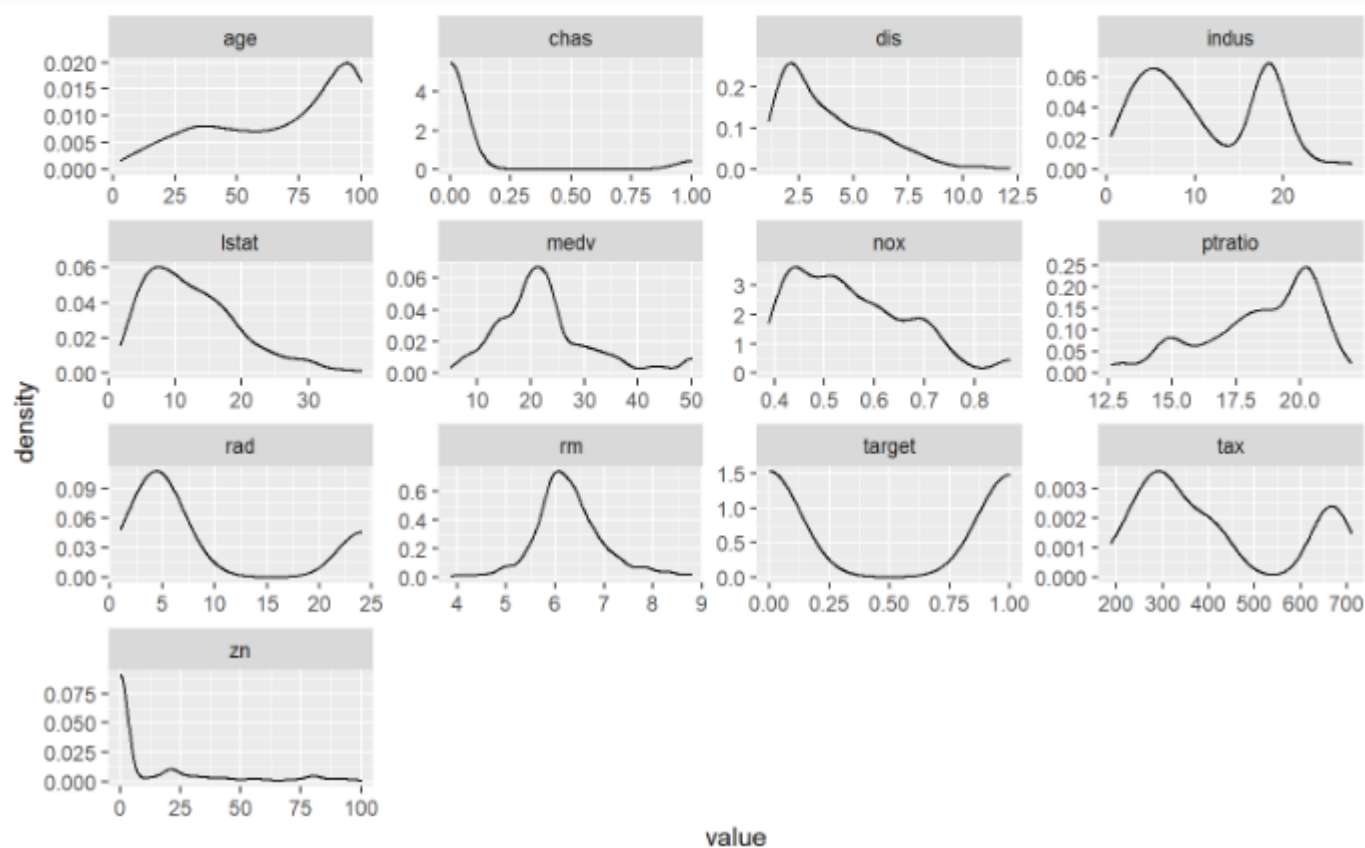 age chas dis indus
0.020 0.06
0.015 4 0.2 0.04
0.010 2 0.1 0.02
0.005
0.000 0 0.0 0.00
0 25 50 75 100 0.00 0.25 0.50 0.75 1.00 2.5 5.0 7.5 10.0 12.5 0 10 20
lstat medv nox ptratio
0.06 0.06 3 0.25
0.04 0.04 2 0.20
0.02 0.02 1 0.15
0.00 0.00 0 0.10
0.05
0.00
0 10 20 30 10 20 30 40 50 0.4 0.5 0.6 0.7 0.8 12.5 15.0 17.5 20.0
density
rad rm target tax
0.09 0.6 1.5 0.003
0.06 0.4 1.0 0.002
0.03 0.2 0.5 0.001
0.00 0.0 0.0 0.000
0 5 10 15 20 25 4 5 6 7 8 9 0.00 0.25 0.50 0.75 1.00 200 300 400 500 600 700
zn
0.075
0.050
0.025
0.000
0 25 50 75 100
value